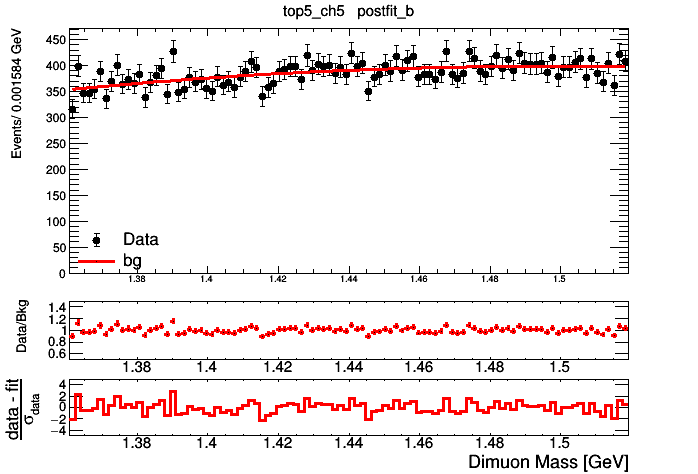 top5_ch5 postfit_b
Events/ 0.001584 GeV
450
400
350
300
250
200
150
100
50
0
Data
bg
1.38 1.4 1.42 1.44 1.46 1.48 1.5
Data/Bkg
1.4
1.2
1
0.8
0.6
1.38 1.4 1.42 1.44 1.46 1.48 1.5
data - fit
σdata
4
2
0
−2
−4
1.38 1.4 1.42 1.44 1.46 1.48 1.5
Dimuon Mass [GeV]